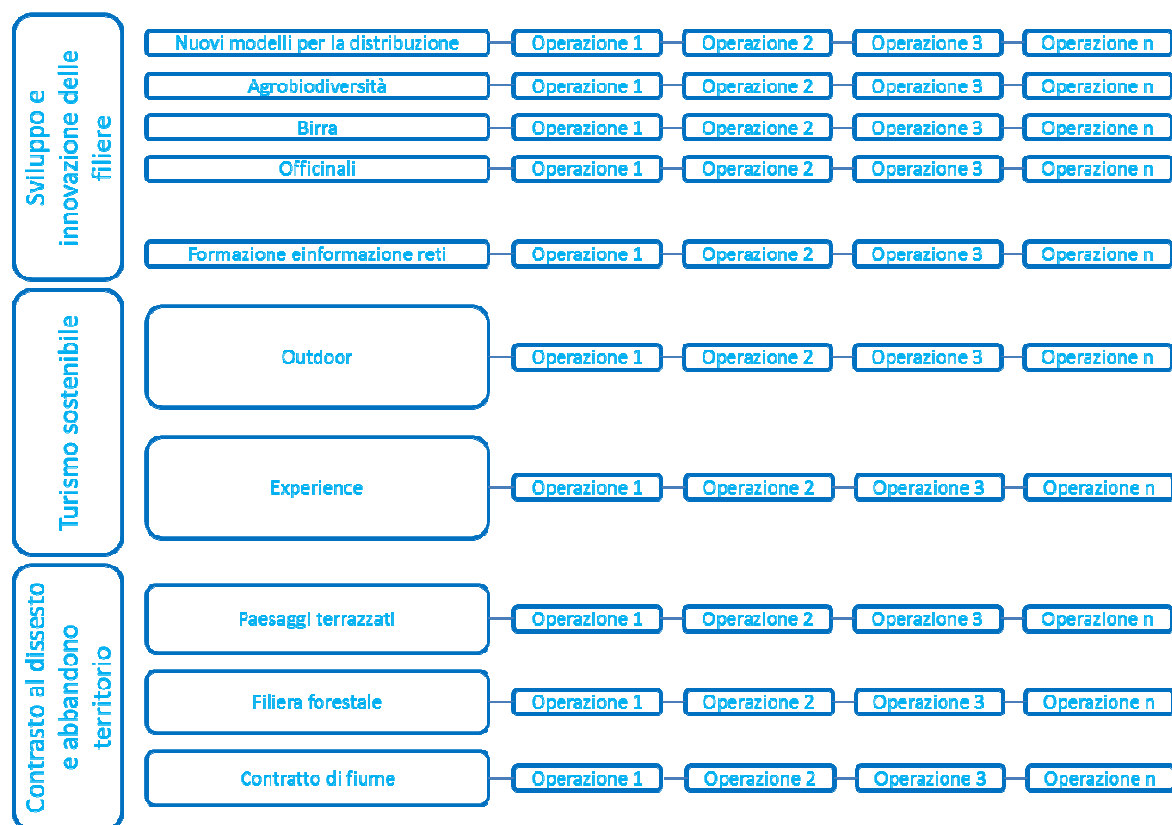 Sviluppo e
innovazione delle
filiere
Nuovi modelli per la distribuzione Operazione 1 Operazione 2 Operazione 3 Operazione n
Agrobiodiversità Operazione 1 Operazione 2 Operazione 3 Operazione n
Birra Operazione 1 Operazione 2 Operazione 3 Operazione n
Officinali Operazione 1 Operazione 2 Operazione 3 Operazione n
Formazione einformazione reti Operazione 1 Operazione 2 Operazione 3 Operazione n
Turismo sostenibile
Outdoor Operazione 1 Operazione 2 Operazione 3 Operazione n
Experience Operazione 1 Operazione 2 Operazione 3 Operazione n
Contrasto al dissesto
e abbandono
territorio
Paesaggi terrazzati Operazione 1 Operazione 2 Operazione 3 Operazione n
Filiera forestale Operazione 1 Operazione 2 Operazione 3 Operazione n
Contratto di fiume Operazione 1 Operazione 2 Operazione 3 Operazione n